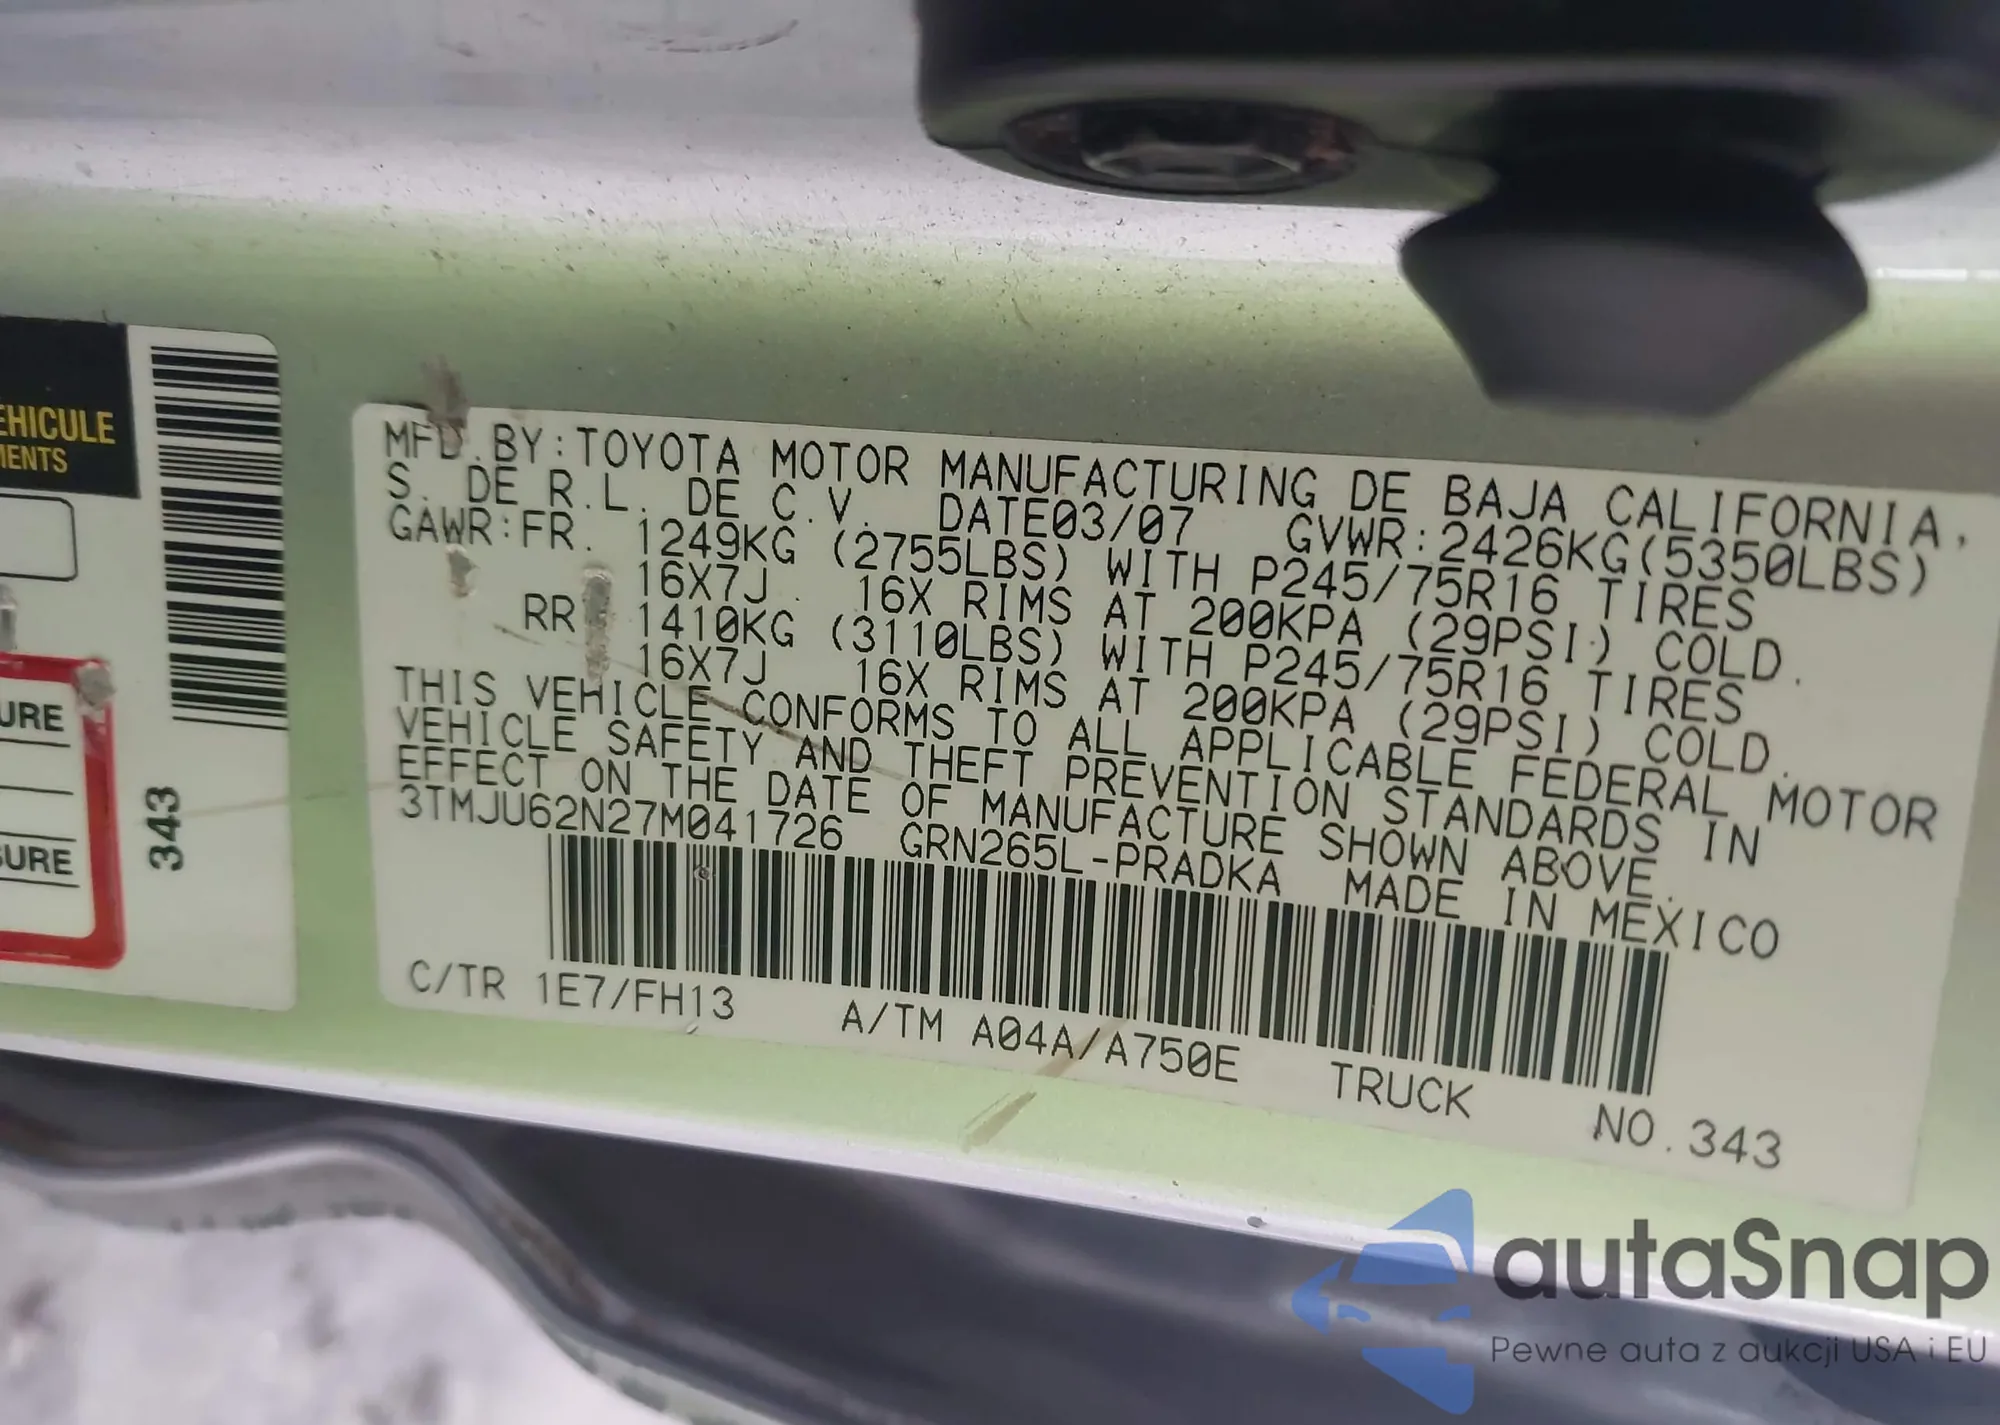 EHICULE
MENTS
URE
SURE
343
MFD.BY:TOYOTA MOTOR MANUFACTURING DE BAJA CALIFORNIA,
S. DE R.L. DE C.V. DATE03/07 GVWR:2426KG(5350LBS)
GAWR:FR. 1249KG (2755LBS) WITH P245/75R16 TIRES
16X7J . 16X RIMS AT 200KPA (29PSI) COLD.
RR 1410KG (3110LBS) WITH P245/75R16 TIRES
16X7J 16X RIMS AT 200KPA (29PSI) COLD.
THIS VEHICLE CONFORMS TO ALL APPLICABLE FEDERAL MOTOR
VEHICLE SAFETY AND THEFT PREVENTION STANDARDS IN
EFFECT ON THE DATE OF MANUFACTURE SHOWN ABOVE.
3TMJU62N27M041726 GRN265L-PRADKA MADE IN MEXICO
C/TR 1E7/FH13 A/TM A04A/A750E TRUCK NO.343
autaSnap
Pewne auta z aukcji USA i EU